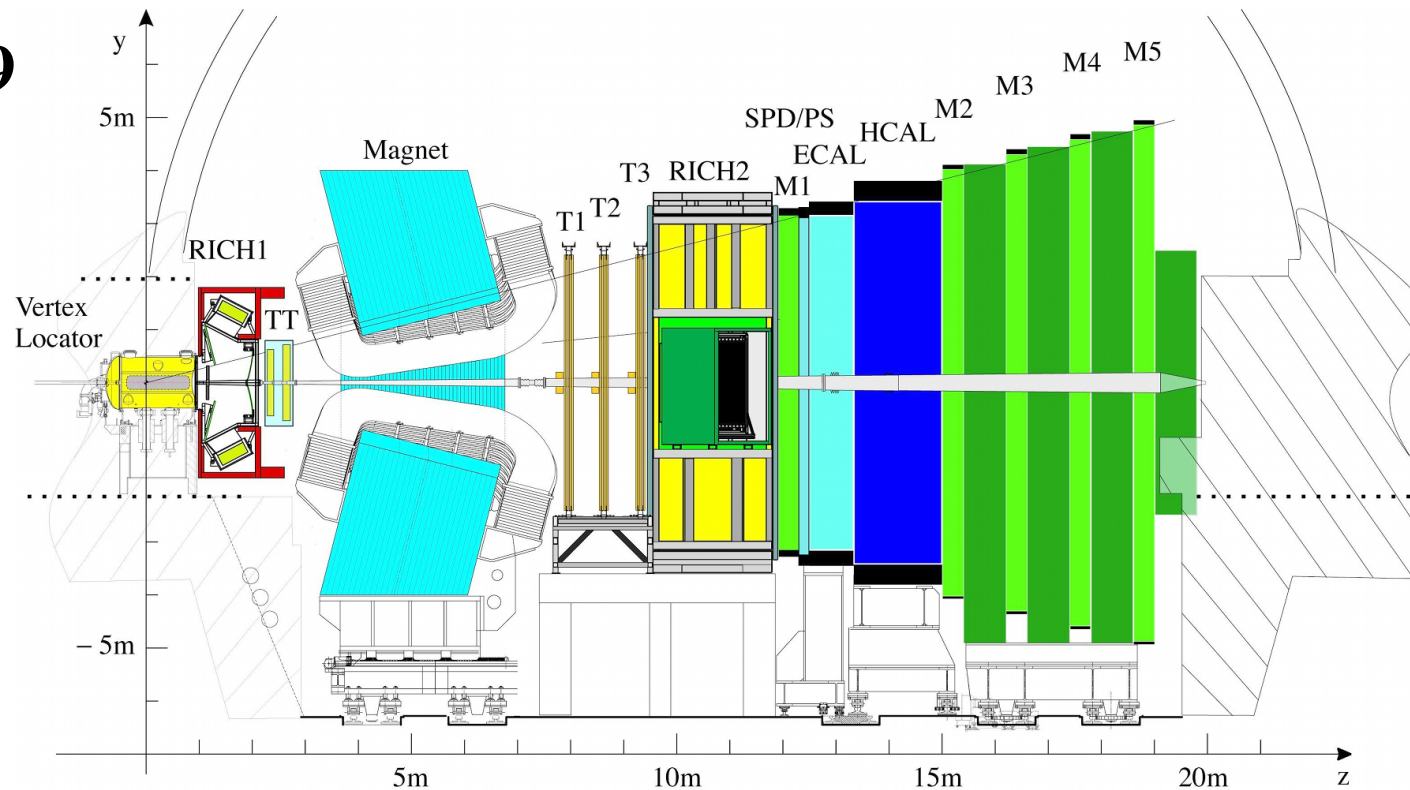 9
y
5m
− 5m
Vertex
Locator
RICH1
TT
Magnet
T1
T2
T3
RICH2
M1
SPD/PS
ECAL
HCAL
M2
M3
M4
M5
5m
10m
15m
20m
z